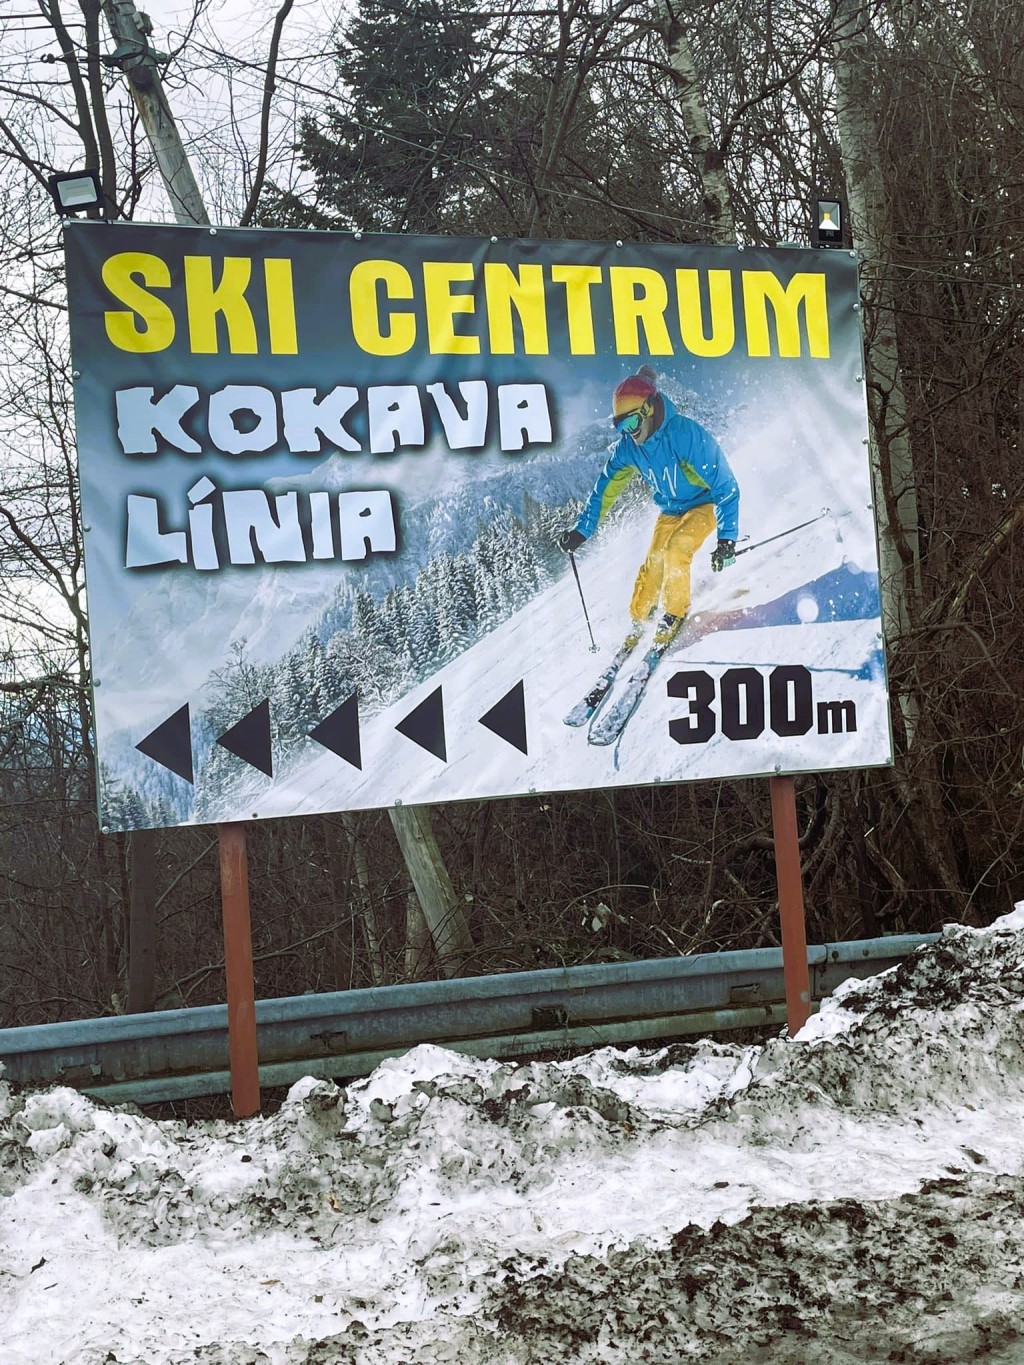 SKI CENTRUM
KOKAVA
LÍNIA
300m